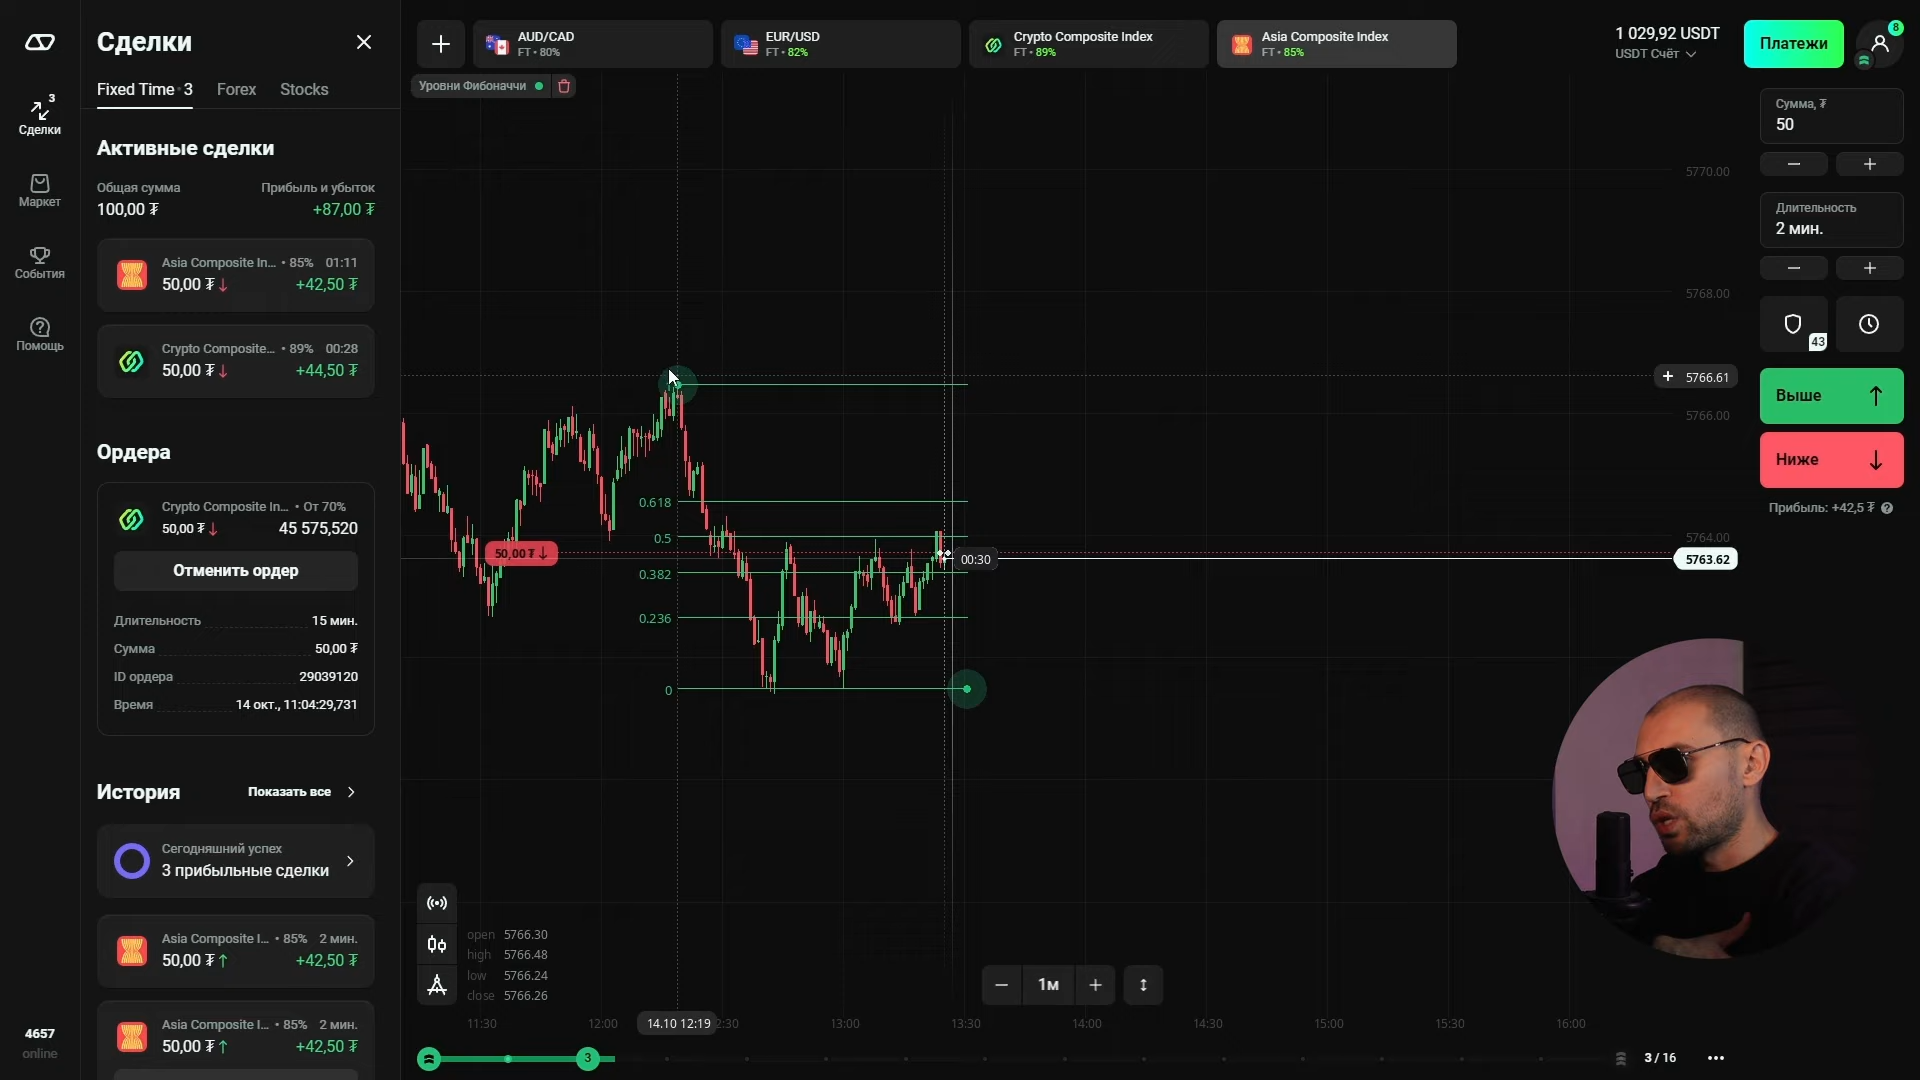 Сделки
Fixed Time · 3
Forex
Stocks
3
Сделки
Маркет
События
Помощь
4657
online
Активные сделки
Общая сумма
Прибыль и убыток
100,00 ₮
+87,00 ₮
Asia Composite In... • 85% 01:11
50,00 ₮ ↓ +42,50 ₮
Crypto Composite... • 89% 00:28
50,00 ₮ ↓ +44,50 ₮
Ордера
Crypto Composite In... • От 70%
50,00 ₮ ↓ 45 575,520
Отменить ордер
Длительность 15 мин.
Сумма 50,00 ₮
ID ордера 29039120
Время 14 окт., 11:04:29,731
История
Показать все
Сегодняшний успех
3 прибыльные сделки
Asia Composite I... • 85% 2 мин.
50,00 ₮ ↑ +42,50 ₮
Asia Composite I... • 85% 2 мин.
50,00 ₮ ↑ +42,50 ₮
AUD/CAD
FT • 80%
EUR/USD
FT • 82%
Crypto Composite Index
FT • 89%
Asia Composite Index
FT • 85%
1 029,92 USDT
USDT Счёт
Платежи
8
Уровни Фибоначчи
5770.00
5768.00
5766.61
5766.00
5764.00
5763.62
0.618
0.5
0.382
0.236
0
50,00 ₮ ↓
00:30
open 5766.30
high 5766.48
low 5766.24
close 5766.26
1м
11:30
12:00
14.10 12:19
2:30
13:00
13:30
14:00
14:30
15:00
15:30
16:00
3
3 / 16
Сумма, ₮
50
Длительность
2 мин.
43
Выше
Ниже
Прибыль: +42,5 ₮